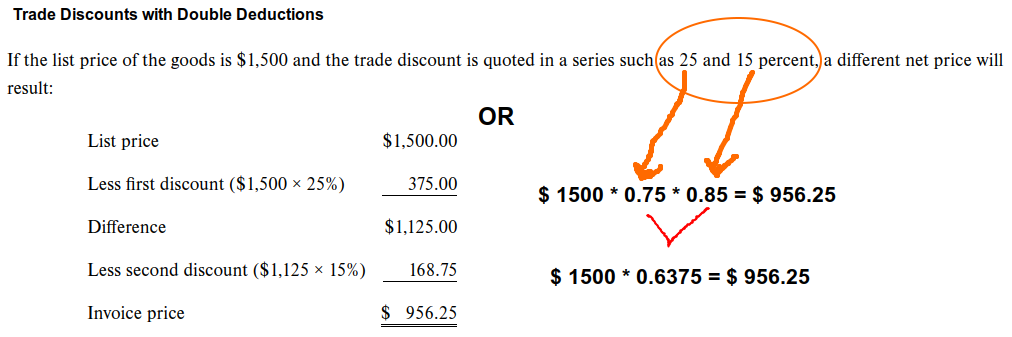 Trade Discounts with Double Deductions
If the list price of the goods is $1,500 and the trade discount is quoted in a series such as 25 and 15 percent, a different net price will
result:
OR
List price $1,500.00
Less first discount ($1,500 × 25%) 375.00
$ 1500 * 0.75 * 0.85 = $ 956.25
Difference $1,125.00
Less second discount ($1,125 × 15%) 168.75
$ 1500 * 0.6375 = $ 956.25
Invoice price $ 956.25